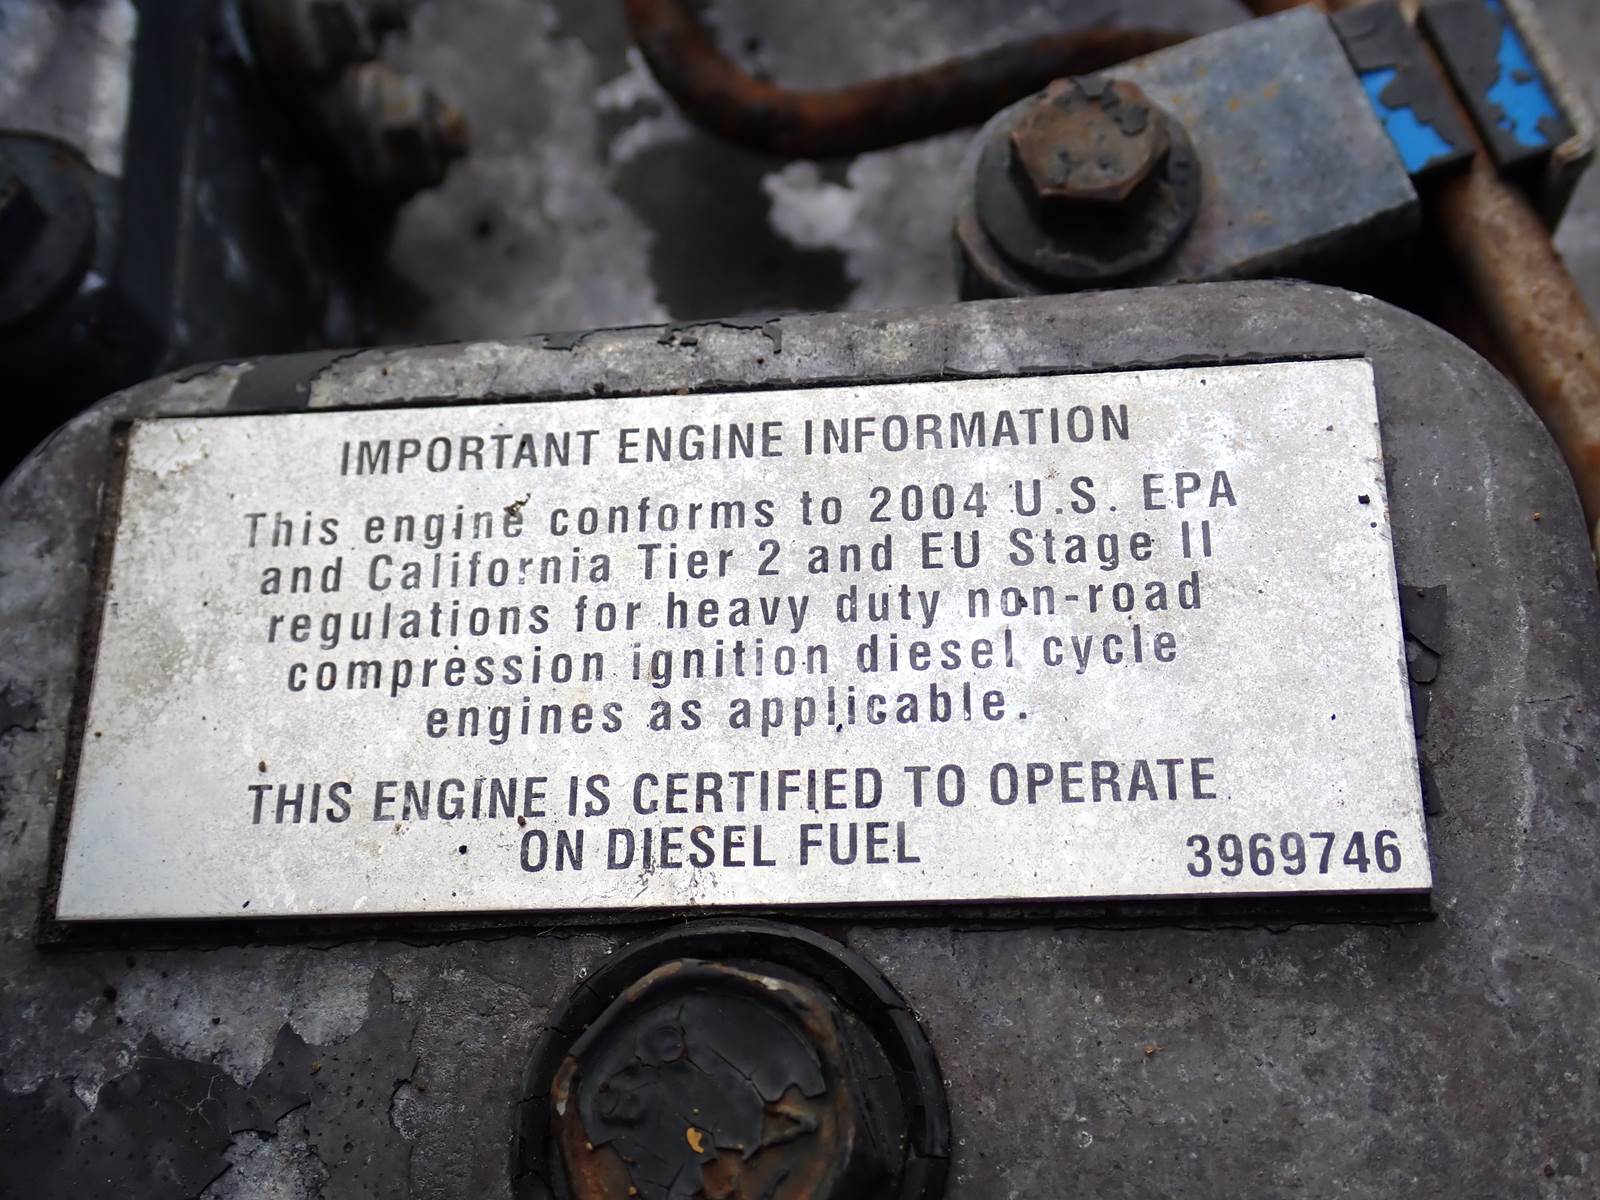 IMPORTANT ENGINE INFORMATION
This engine conforms to 2004 U.S. EPA
and California Tier 2 and EU Stage II
regulations for heavy duty non-road
compression ignition diesel cycle
engines as applicable.
THIS ENGINE IS CERTIFIED TO OPERATE
ON DIESEL FUEL
3969746